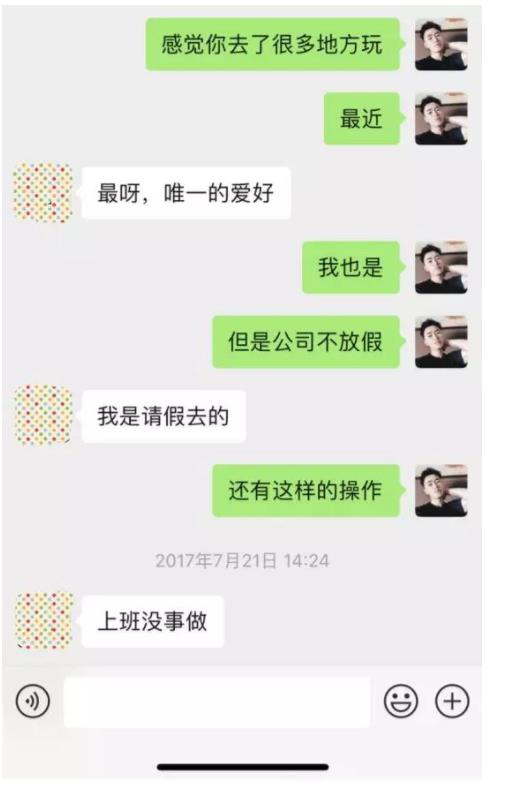 感觉你去了很多地方玩
最近
最呀，唯一的爱好
我也是
但是公司不放假
我是请假去的
还有这样的操作
2017年7月21日 14:24
上班没事做